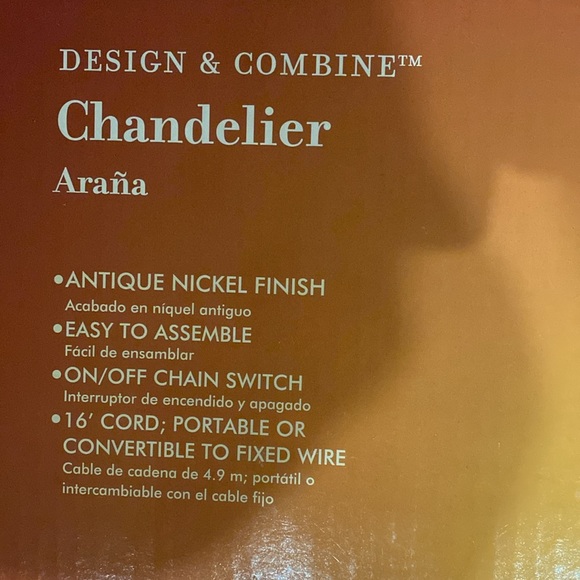 DESIGN & COMBINE™
Chandelier
Araña
•ANTIQUE NICKEL FINISH
Acabado en níquel antiguo
•EASY TO ASSEMBLE
Fácil de ensamblar
•ON/OFF CHAIN SWITCH
Interruptor de encendido y apagado
•16' CORD; PORTABLE OR
CONVERTIBLE TO FIXED WIRE
Cable de cadena de 4.9 m; portátil o
intercambiable con el cable fijo